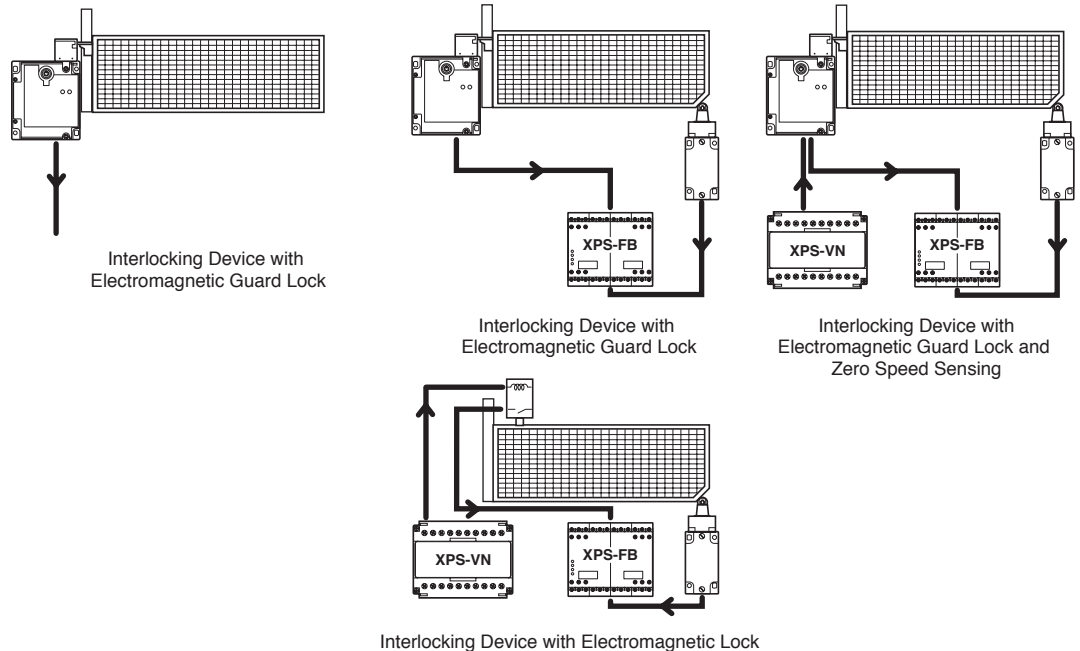 Interlocking Device with
Electromagnetic Guard Lock
XPS-FB
Interlocking Device with
Electromagnetic Guard Lock
XPS-VN
XPS-FB
Interlocking Device with
Electromagnetic Guard Lock and
Zero Speed Sensing
XPS-VN
XPS-FB
Interlocking Device with Electromagnetic Lock